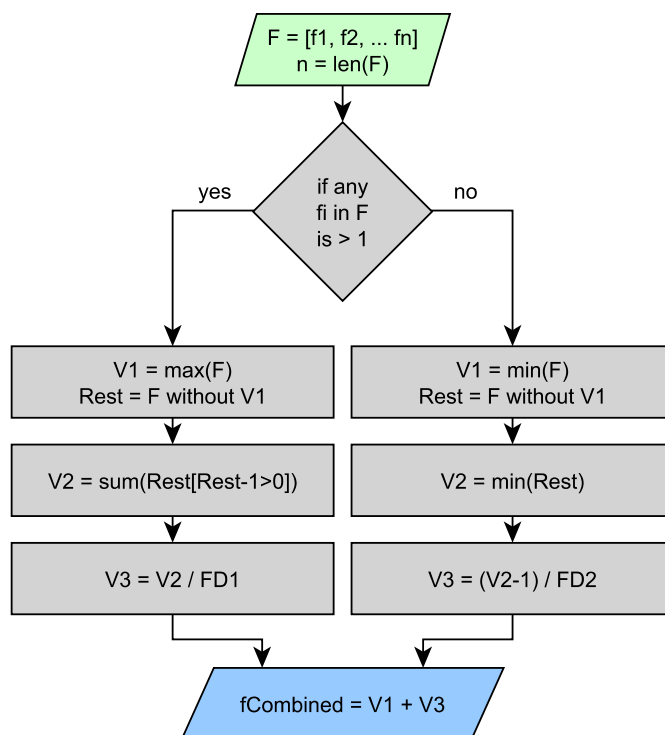 F = [f1, f2, ... fn]
n = len(F)
if any
fi in F
is > 1
yes
no
V1 = max(F)
Rest = F without V1
V1 = min(F)
Rest = F without V1
V2 = sum(Rest[Rest-1>0])
V2 = min(Rest)
V3 = V2 / FD1
V3 = (V2-1) / FD2
fCombined = V1 + V3